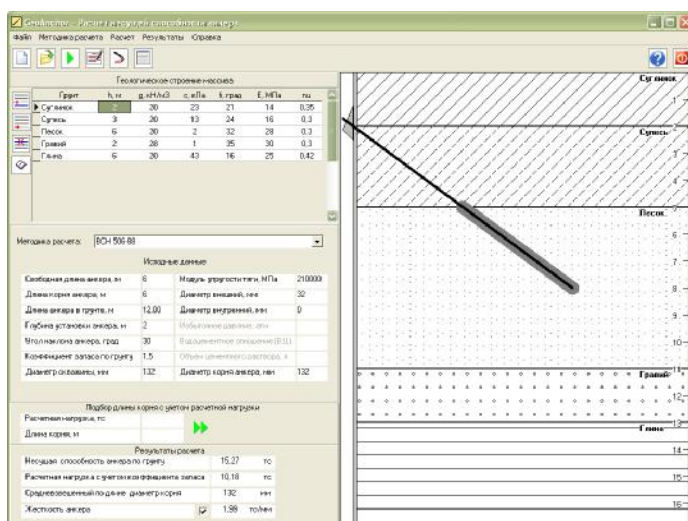 GeoAnchor - Расчет несущей способности анкера
Файл Методика расчета Расчет Результаты Справка
Геологическое строение массива
Грунт h, м g, кН/м3 c, кПа fi, град E, МПа nu
Суглинок 2 20 23 21 14 0,35
Супесь 3 20 13 24 16 0,3
Песок 6 20 2 32 28 0,3
Гравий 2 20 1 35 30 0,3
Глина 6 20 43 16 25 0,42
Методика расчета: ВСН 506-88
Исходные данные
Свободная длина анкера, м 6 Модуль упругости тяги, МПа 210000
Длина корня анкера, м 6 Диаметр внешний, мм 32
Длина анкера в грунте, м 12,00 Диаметр внутренний, мм 0
Глубина установки анкера, м 2 Избыточное давление, атм
Угол наклона анкера, град 30 Водоцементное отношение (В:Ц)
Коэффициент запаса по грунту 1,5 Объем цементного раствора, л
Диаметр скважины, мм 132 Диаметр корня анкера, мм 132
Подбор длины корня с учетом расчетной нагрузки
Расчетная нагрузка, тс
Длина корня, м
Результаты расчета
Несущая способность анкера по грунту 15,27 тс
Расчетная нагрузка с учетом коэффициента запаса 10,18 тс
Средневзвешенный по длине диаметр корня 132 мм
Жесткость анкера 1,99 тс/мм
Суглинок
1
2
Супесь
3
4
5
Песок
6
7
8
9
10
11
Гравий
12
13
Глина
14
15
16